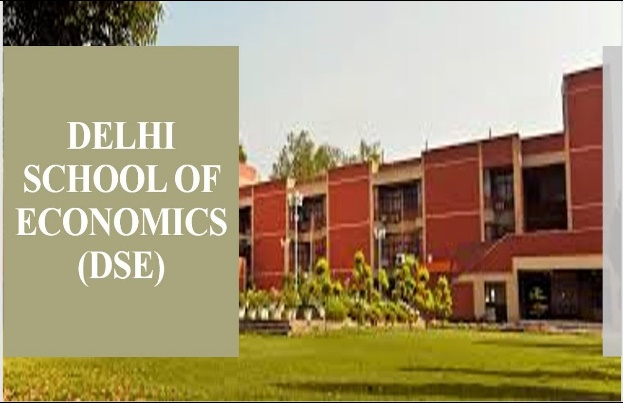 DELHI
SCHOOL OF
ECONOMICS
(DSE)